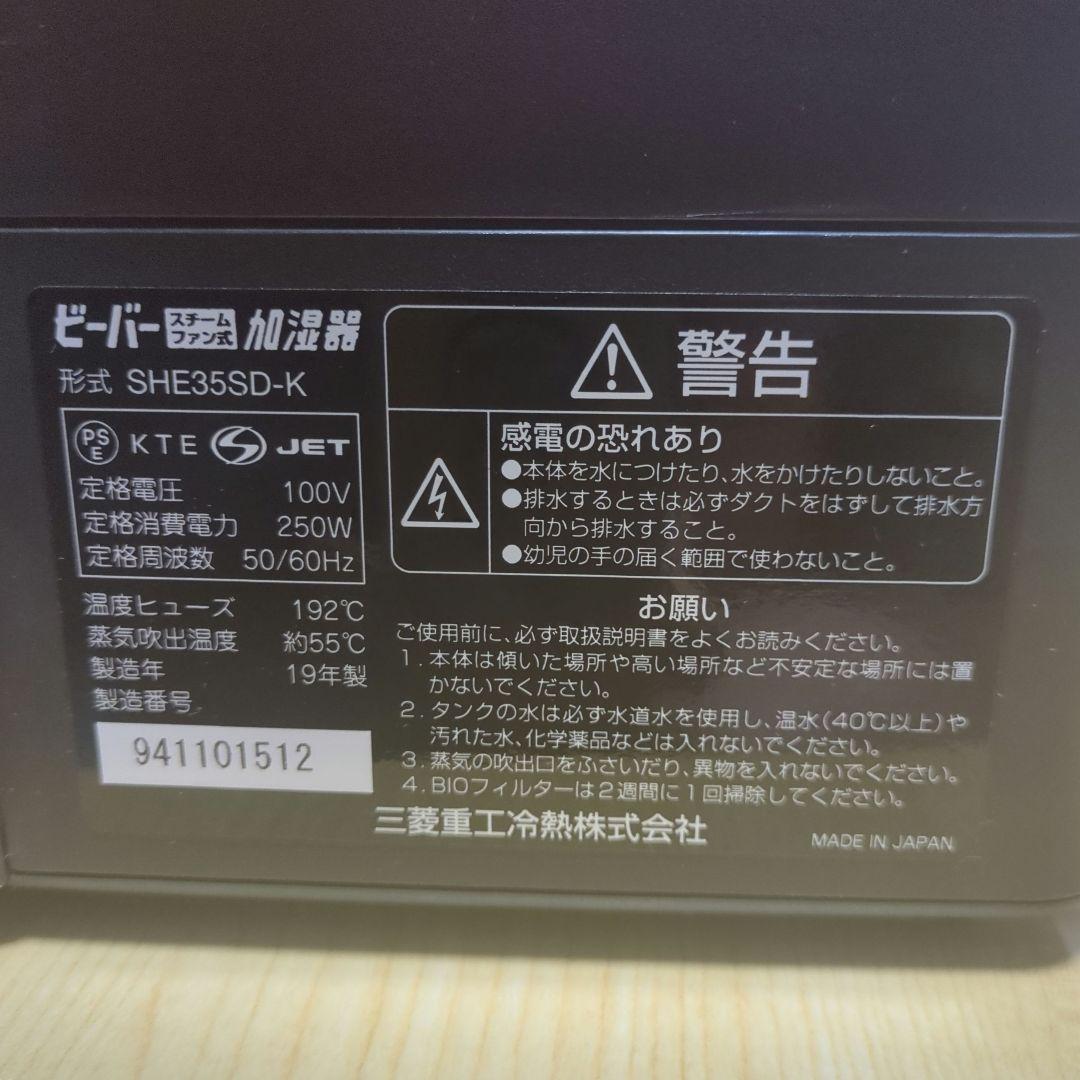 ビーバー スチームファン式 加湿器
形式 SHE35SD-K
PSE KTE S JET
定格電圧 100V
定格消費電力 250W
定格周波数 50/60Hz
温度ヒューズ 192℃
蒸気吹出温度 約55℃
製造年 19年製
製造番号
941101512
警告
感電の恐れあり
●本体を水につけたり、水をかけたりしないこと。
●排水するときは必ずダクトをはずして排水方
向から排水すること。
●幼児の手の届く範囲で使わないこと。
お願い
ご使用前に、必ず取扱説明書をよくお読みください。
1. 本体は傾いた場所や高い場所など不安定な場所には置
かないでください。
2. タンクの水は必ず水道水を使用し、温水(40℃以上)や
汚れた水、化学薬品などは入れないでください。
3. 蒸気の吹出口をふさいだり、異物を入れないでください。
4. BIOフィルターは2週間に1回掃除してください。
三菱重工冷熱株式会社
MADE IN JAPAN